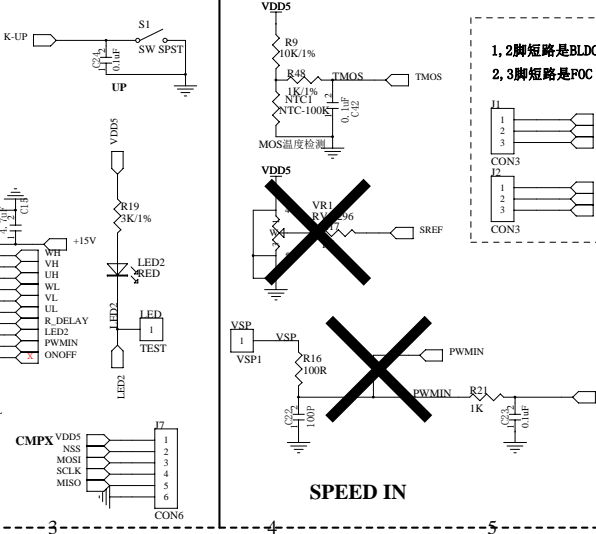 K-UP
S1
SW SPST
C24
0.1uF
UP
VDD5
R19
3K/1%
C15
4.7uF
+15V
WH
VH
UH
WL
VL
UL
R_DELAY
LED2
PWMIN
ONOFF
X
LED2
RED
LED2
LED
1
TEST
LED2
CMPX
VDD5
NSS
MOSI
SCLK
MISO
J7
1
2
3
4
5
6
CON6
VDD5
R9
10K/1%
R48
1K/1%
TMOS
TMOS
NTC1
NTC-100K
1
2
0.1uF
C42
MOS温度检测
VDD5
VR1
SREF
VSP
1
VSP1
VSP
R16
100R
C22
100P
PWMIN
PWMIN
R21
1K
C23
0.1uF
SPEED IN
1,2脚短路是BLDC
2,3脚短路是FOC
J1
1
2
3
CON3
J2
1
2
3
CON3
3
4
5